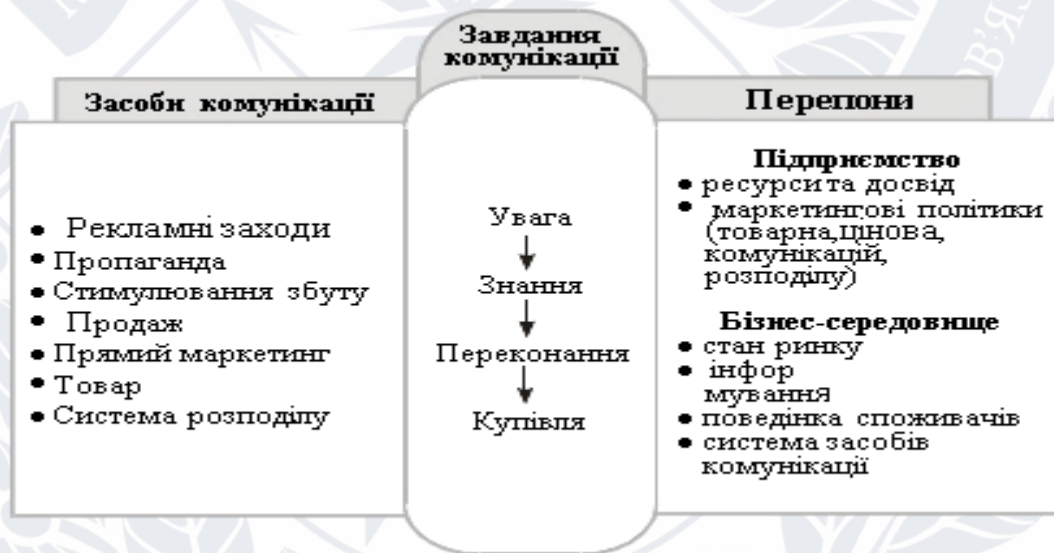 Завдання
комунікації
Засоби комунікації
Рекламні заходи
Пропаганда
Стимулювання збуту
Продаж
Прямий маркетинг
Товар
Система розподілу
Увага
Знання
Переконання
Купівля
Перепони
Підприємство
ресурси та досвід
маркетингові політики
(товарна,цінова,
комунікацій,
розподілу)
Бізнес-середовище
стан ринку
інфор
мування
поведінка споживачів
система засобів
комунікації